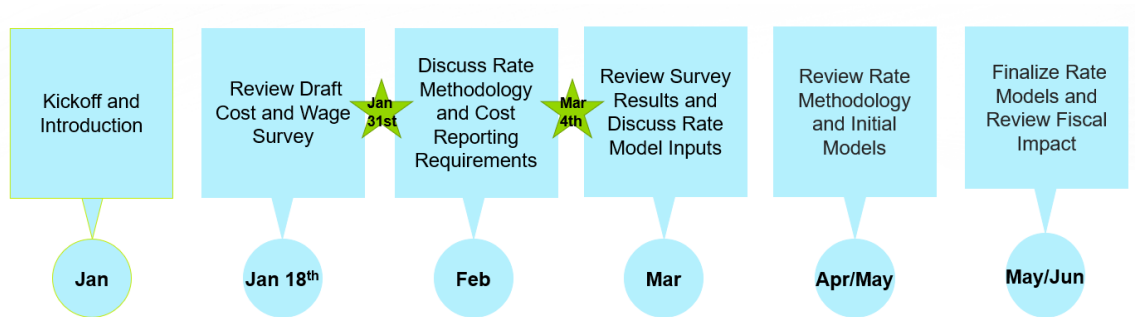 Kickoff and
Introduction
Review Draft
Cost and Wage
Survey
Jan
31st
Discuss Rate
Methodology
and Cost
Reporting
Requirements
Mar
4th
Review Survey
Results and
Discuss Rate
Model Inputs
Review Rate
Methodology
and Initial
Models
Finalize Rate
Models and
Review Fiscal
Impact
Jan
Jan 18th
Feb
Mar
Apr/May
May/Jun